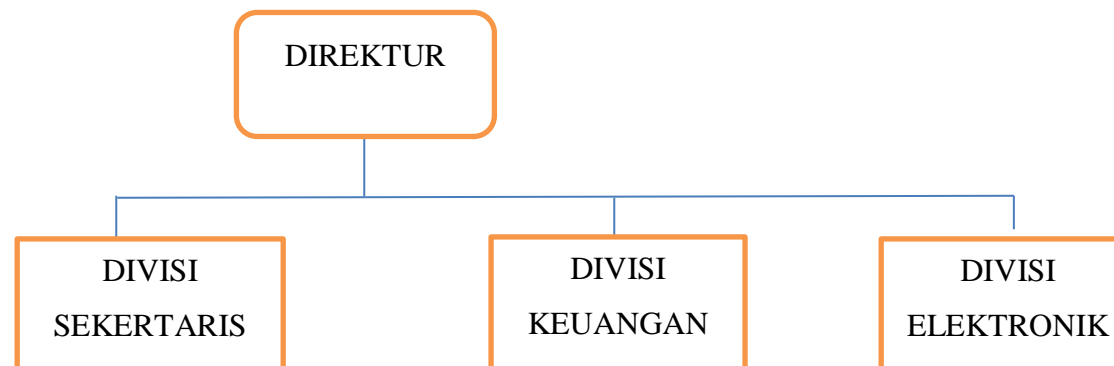 DIREKTUR
DIVISI
SEKERTARIS
DIVISI
KEUANGAN
DIVISI
ELEKTRONIK